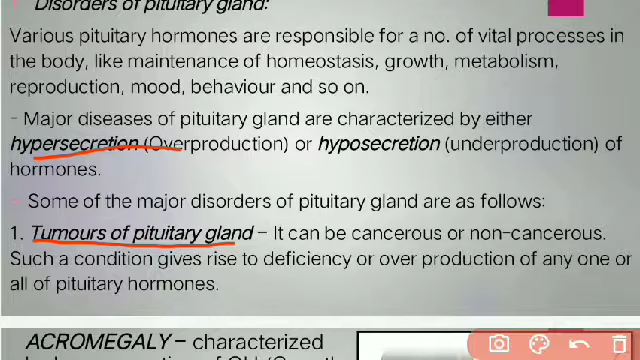 Disorders of pituitary gland:
Various pituitary hormones are responsible for a no. of vital processes in
the body, like maintenance of homeostasis, growth, metabolism,
reproduction, mood, behaviour and so on.
- Major diseases of pituitary gland are characterized by either
hypersecretion (Overproduction) or hyposecretion (underproduction) of
hormones.
Some of the major disorders of pituitary gland are as follows:
1. Tumours of pituitary gland – It can be cancerous or non-cancerous.
Such a condition gives rise to deficiency or over production of any one or
all of pituitary hormones.
ACROMEGALY – characterized